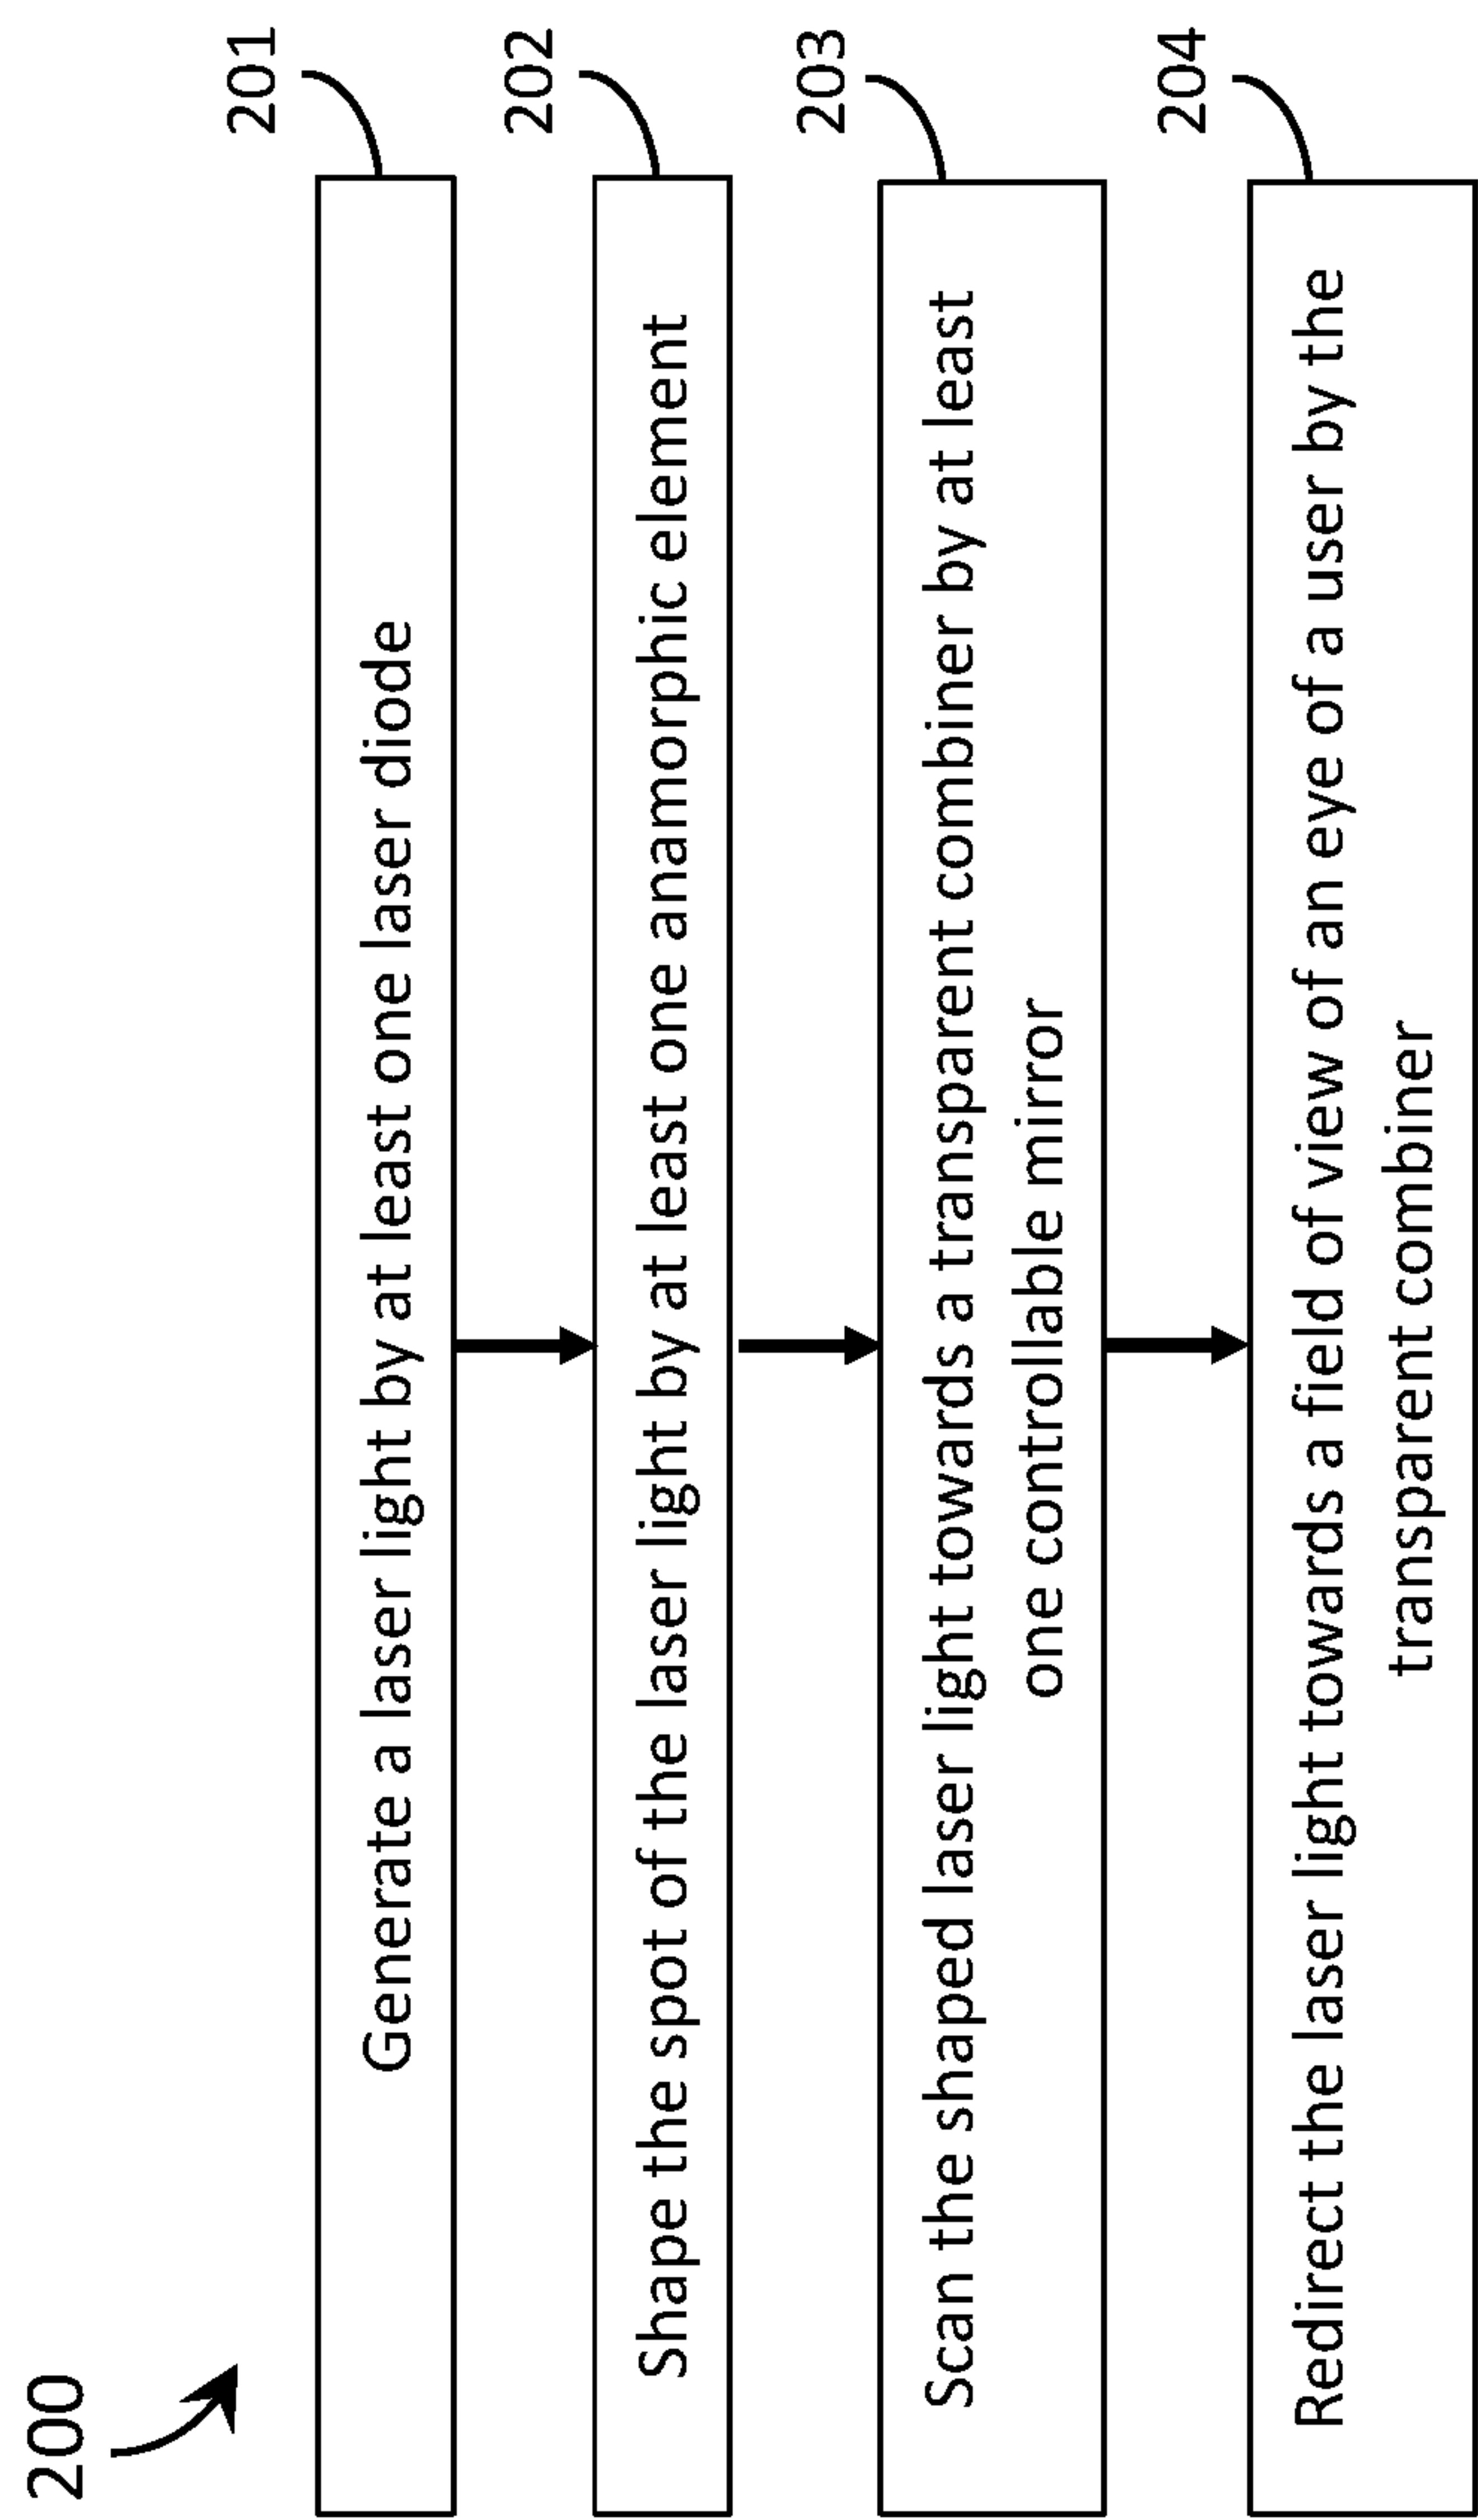 200
201
Generate a laser light by at least one laser diode
202
Shape the spot of the laser light by at least one anamorphic element
203
Scan the shaped laser light towards a transparent combiner by at least
one controllable mirror
204
Redirect the laser light towards a field of view of an eye of a user by the
transparent combiner